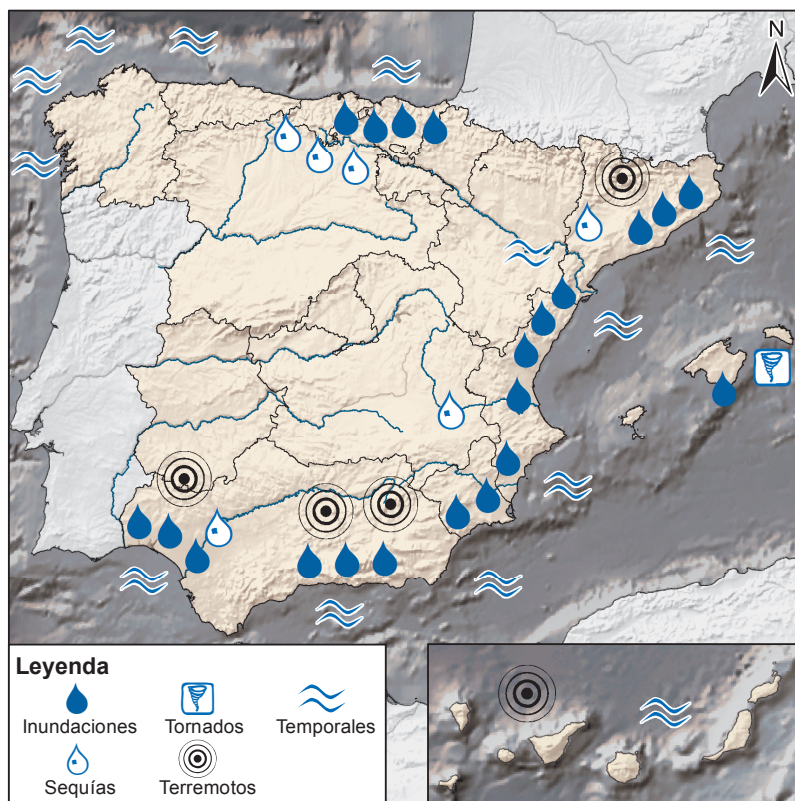 N
Leyenda
Inundaciones
Tornados
Temporales
Sequías
Terremotos